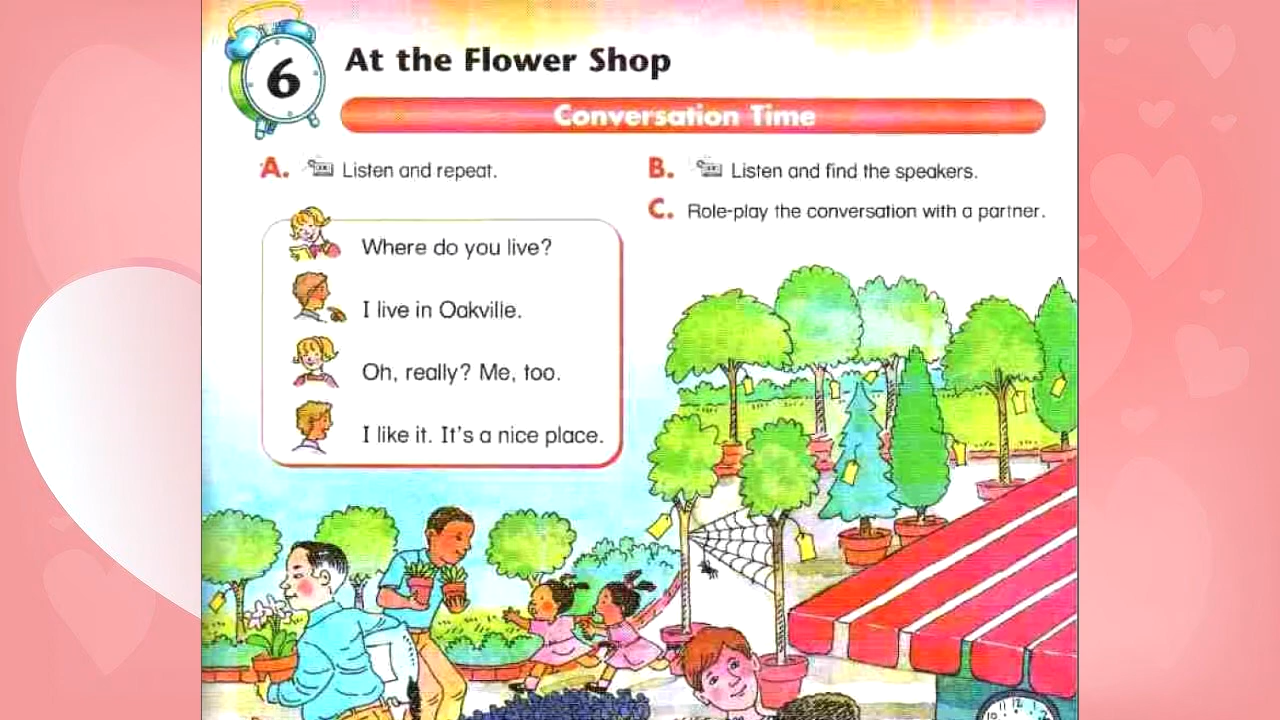 6
At the Flower Shop
Conversation Time
A. Listen and repeat.
Where do you live?
I live in Oakville.
Oh, really? Me, too.
I like it. It's a nice place.
B. Listen and find the speakers.
C. Role-play the conversation with a partner.